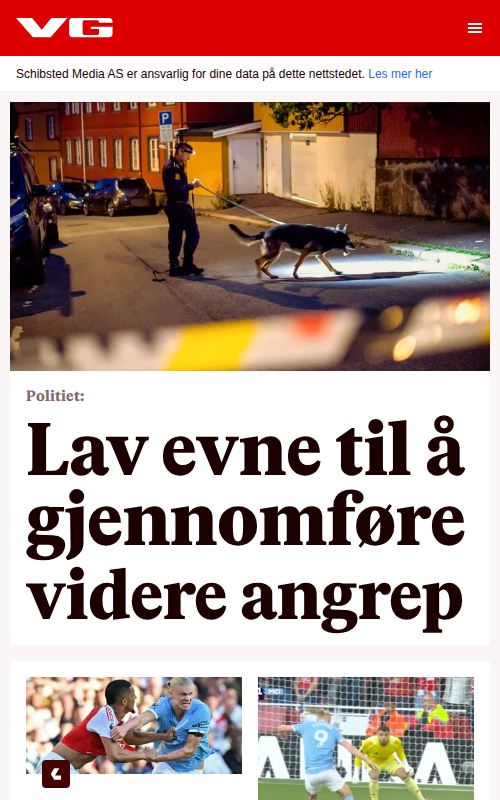 VG
Schibsted Media AS er ansvarlig for dine data på dette nettstedet. Les mer her
P
Politiet:
Lav evne til å
gjennomføre
videre angrep
9